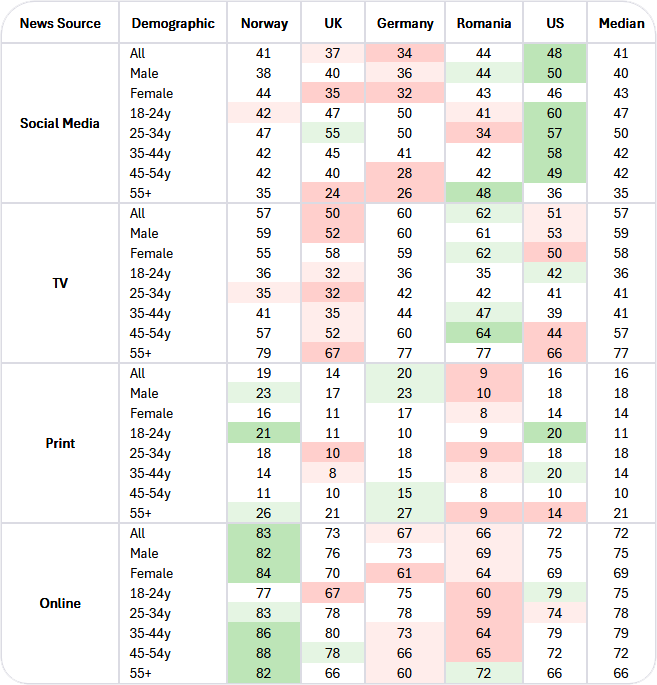 News Source Demographic Norway UK Germany Romania US Median
All 41 37 34 44 48 41
Male 38 40 36 44 50 40
Female 44 35 32 43 46 43
18-24y 42 47 50 41 60 47
Social Media
25-34y 47 55 50 34 57 50
35-44y 42 45 41 42 58 42
45-54y 42 40 28 42 49 42
55+ 35 24 26 48 36 35
All 57 50 60 62 51 57
Male 59 52 60 61 53 59
Female 55 58 59 62 50 58
18-24y 36 32 36 35 42 36
TV
25-34y 35 32 42 42 41 41
35-44y 41 35 44 47 39 41
45-54y 57 52 60 64 44 57
55+ 79 67 77 77 66 77
All 19 14 20 9 16 16
Male 23 17 23 10 18 18
Female 16 11 17 8 14 14
18-24y 21 11 10 9 20 11
Print
25-34y 18 10 18 9 18 18
35-44y 14 8 15 8 20 14
45-54y 11 10 15 8 10 10
55+ 26 21 27 9 14 21
All 83 73 67 66 72 72
Male 82 76 73 69 75 75
Female 84 70 61 64 69 69
18-24y 77 67 75 60 79 75
Online
25-34y 83 78 78 59 74 78
35-44y 86 80 73 64 79 79
45-54y 88 78 66 65 72 72
55+ 82 66 60 72 66 66